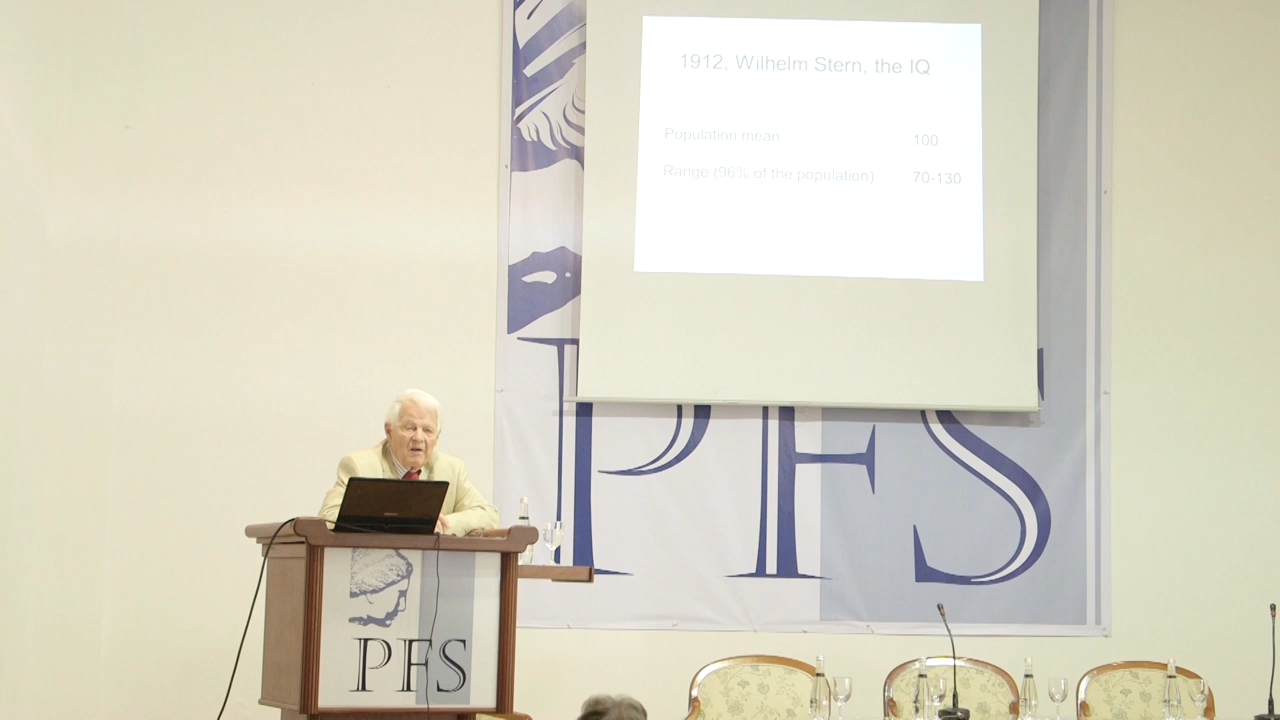 1912, Wilhelm Stern, the IQ
Population mean 100
Range (96% of the population) 70-130
PFS
PFS